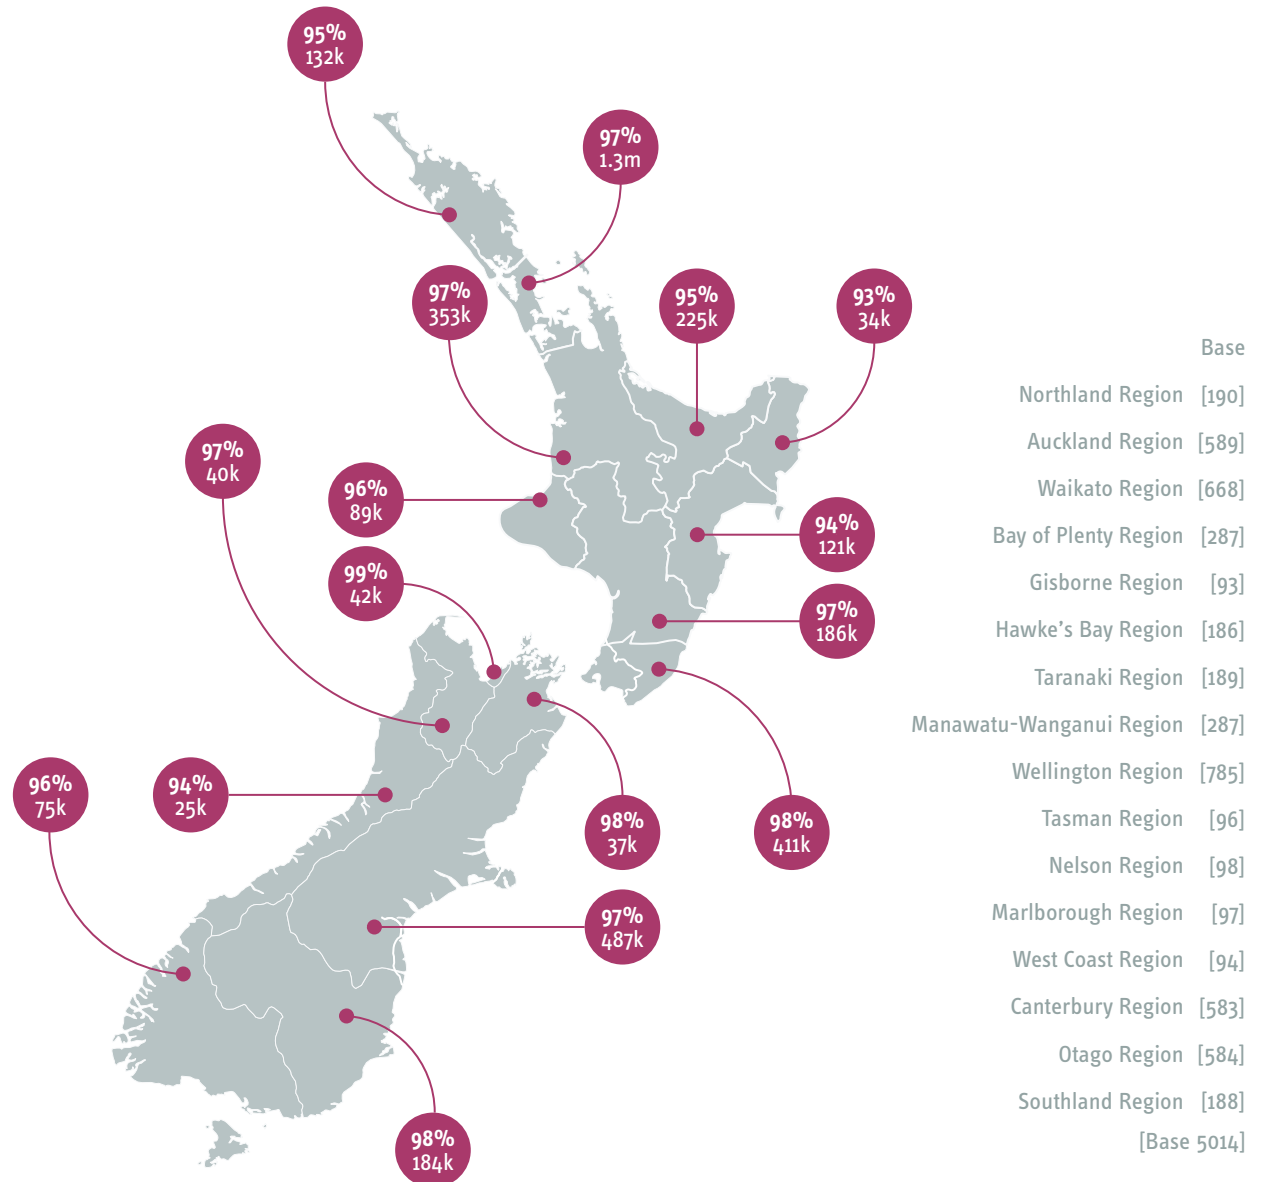 95%
132k
97%
1.3m
97%
353k
95%
225k
93%
34k
97%
40k
96%
89k
94%
121k
99%
42k
97%
186k
96%
75k
94%
25k
98%
37k
98%
411k
97%
487k
98%
184k
Base
Northland Region [190]
Auckland Region [589]
Waikato Region [668]
Bay of Plenty Region [287]
Gisborne Region [93]
Hawke's Bay Region [186]
Taranaki Region [189]
Manawatu-Wanganui Region [287]
Wellington Region [785]
Tasman Region [96]
Nelson Region [98]
Marlborough Region [97]
West Coast Region [94]
Canterbury Region [583]
Otago Region [584]
Southland Region [188]
[Base 5014]